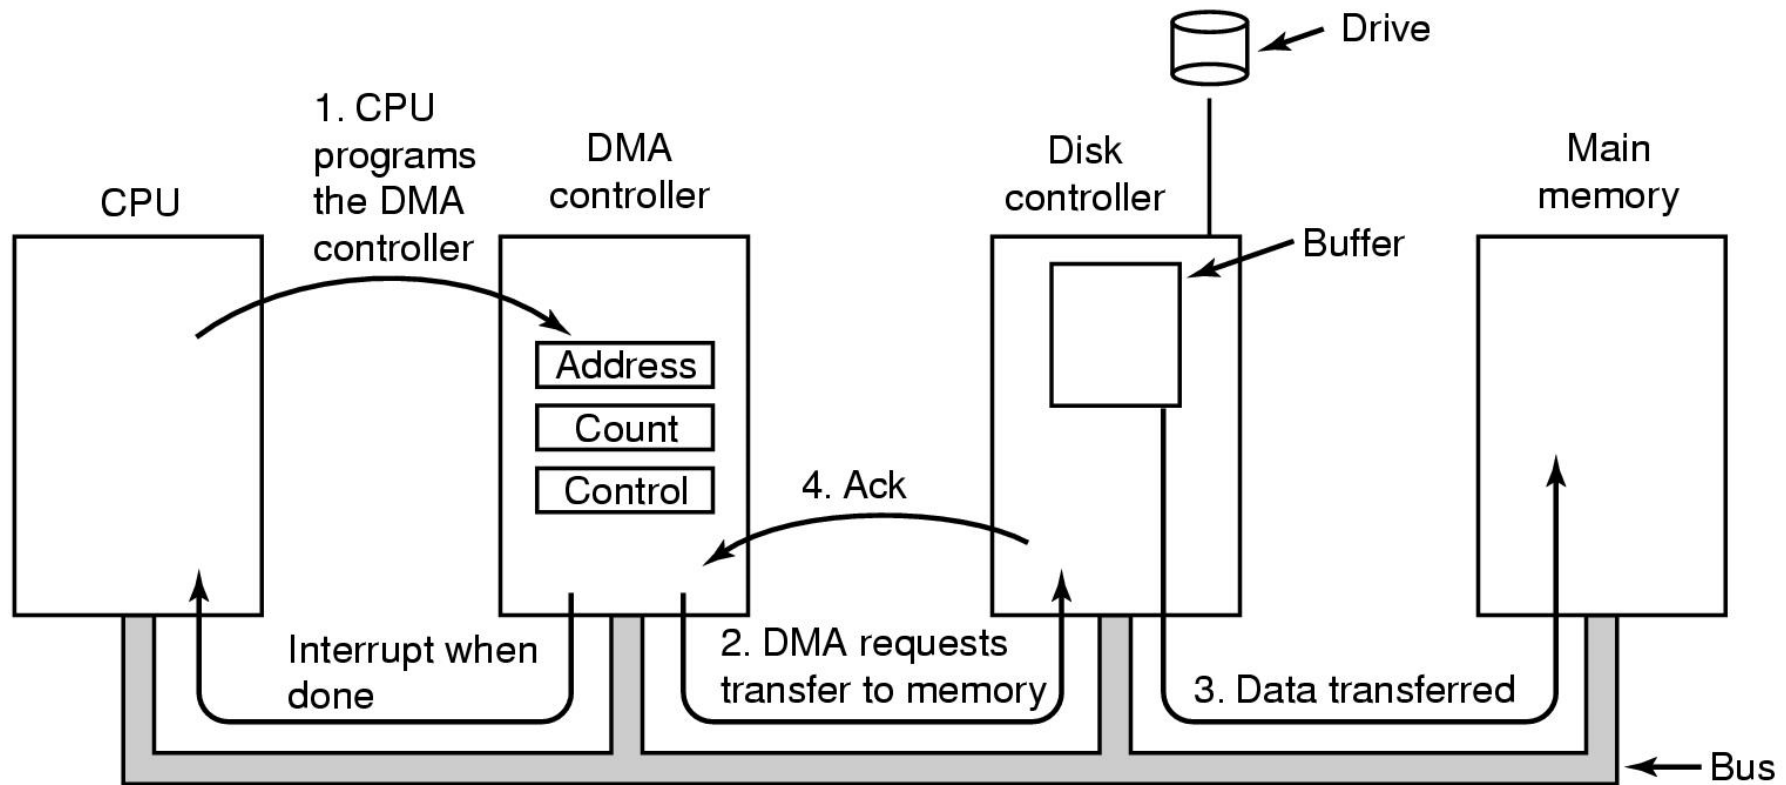 Drive
1. CPU
programs
the DMA
controller
CPU
DMA
controller
Disk
controller
Main
memory
Buffer
Address
Count
Control
4. Ack
Interrupt when
done
2. DMA requests
transfer to memory
3. Data transferred
Bus